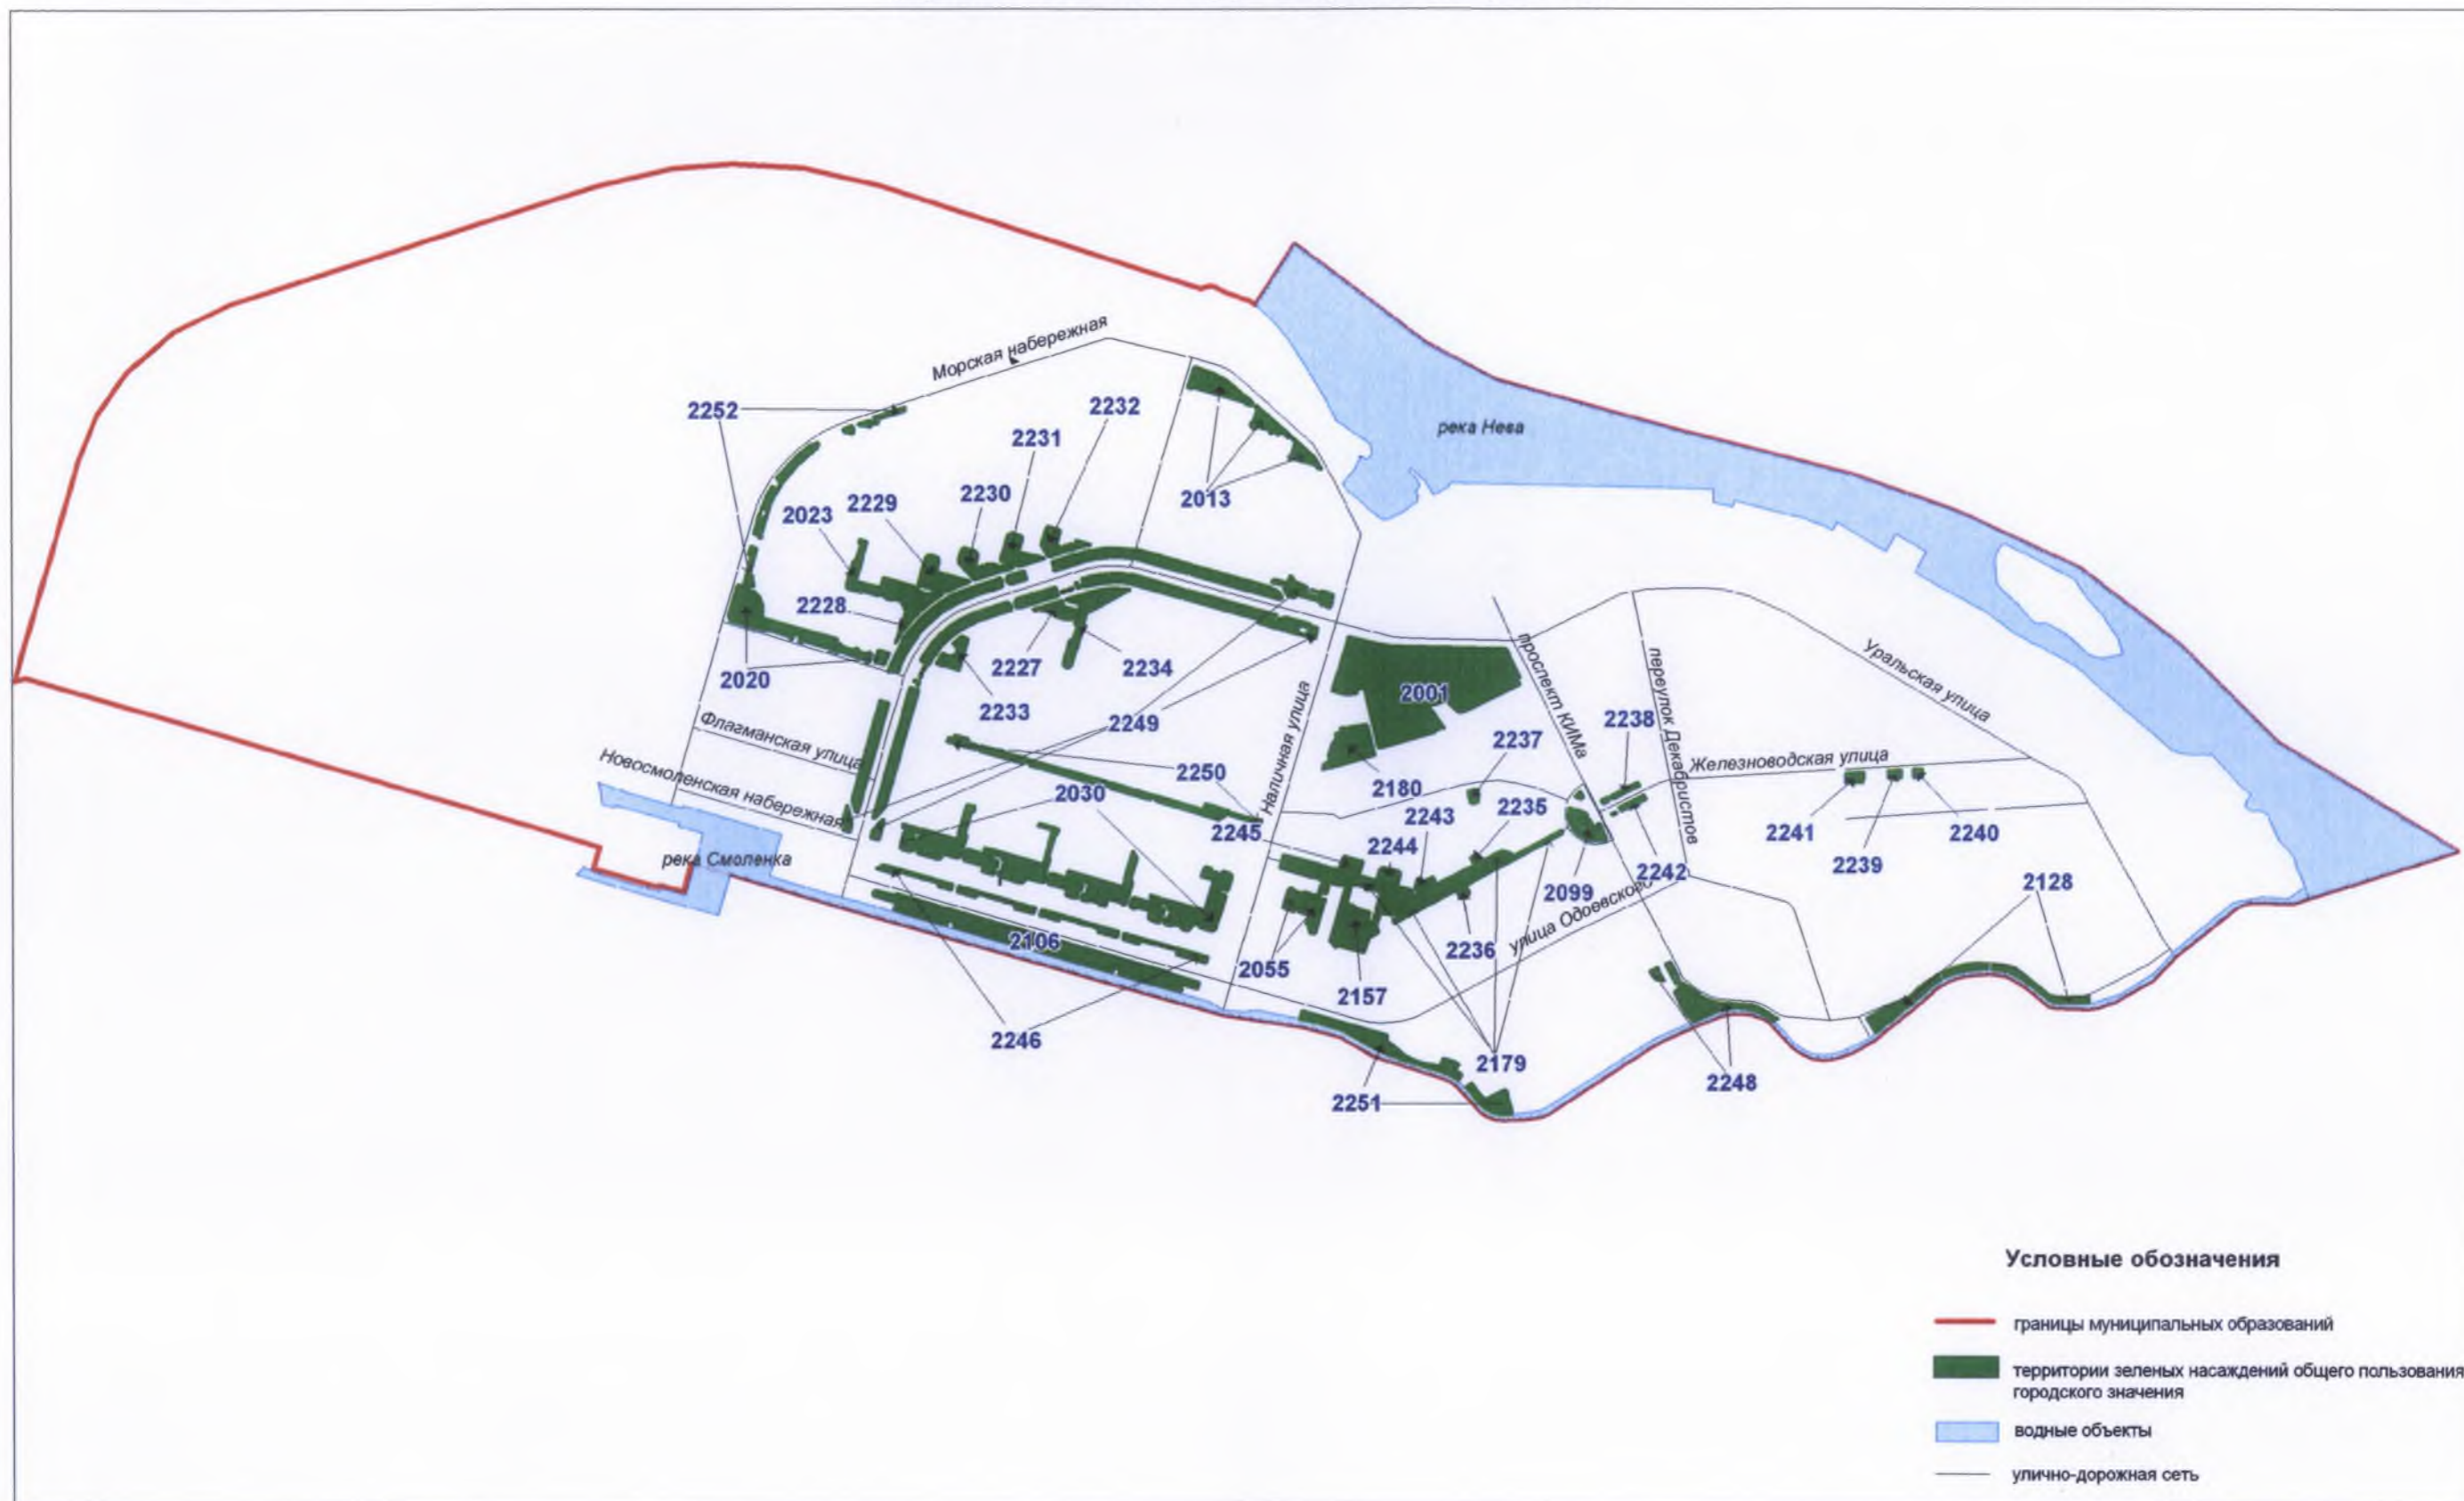 Морская набережная
2252
2232
2231
река Нева
2230
2013
2229
2023
2228
2227
2234
2020
2233
2249
Флагманская улица
Новосмоленская набережная
2250
2030
Наличная улица
2001
проспект КИМа
переулок Декабристов
Уральская улица
2238
2237
2180
Железноводская улица
2243
2235
2245
2244
2241
2240
2239
река Смоленка
2242
2099
2128
улица Одоевского
2106
2236
2055
2157
2246
2179
2248
2251
Условные обозначения
границы муниципальных образований
территории зеленых насаждений общего пользования
городского значения
водные объекты
улично-дорожная сеть